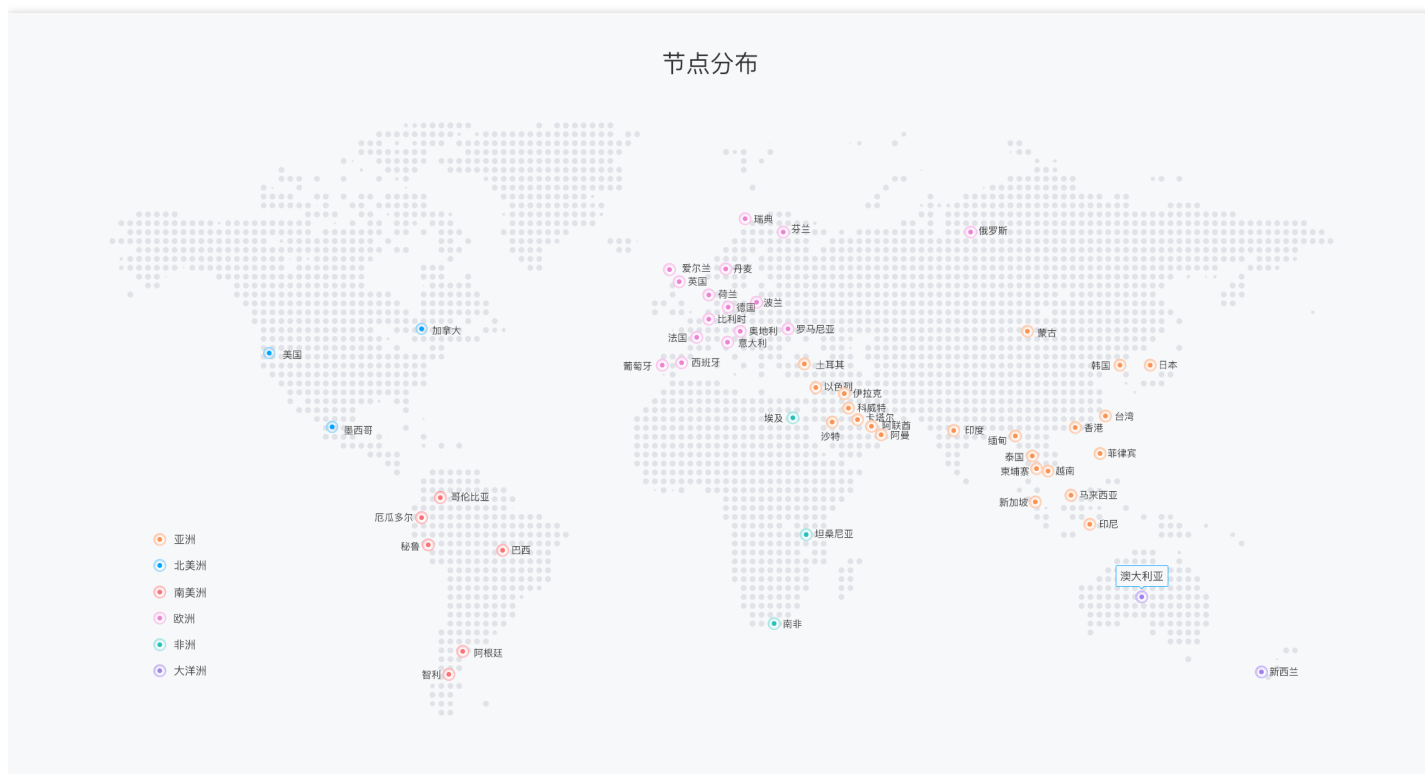 节点分布
瑞典
芬兰
俄罗斯
爱尔兰
丹麦
英国
荷兰
波兰
德国
比利时
罗马尼亚
加拿大
奥地利
蒙古
法国
意大利
美国
葡萄牙
西班牙
土耳其
韩国
日本
以色列
伊拉克
科威特
埃及
卡塔尔
台湾
阿联酋
香港
墨西哥
沙特
阿曼
印度
缅甸
菲律宾
泰国
柬埔寨
越南
哥伦比亚
马来西亚
新加坡
厄瓜多尔
印尼
坦桑尼亚
亚洲
秘鲁
巴西
北美洲
澳大利亚
南美洲
欧洲
南非
非洲
阿根廷
大洋洲
智利
新西兰